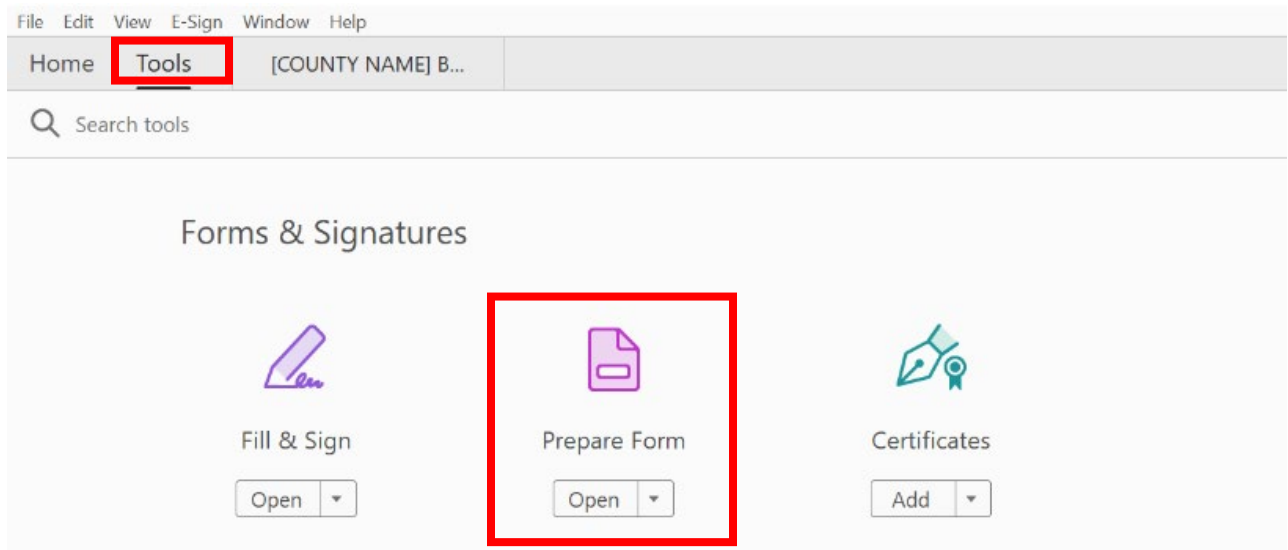 File Edit View E-Sign Window Help
Home Tools [COUNTY NAME] B...
Search tools
Forms & Signatures
Fill & Sign Prepare Form Certificates
Open Open Add